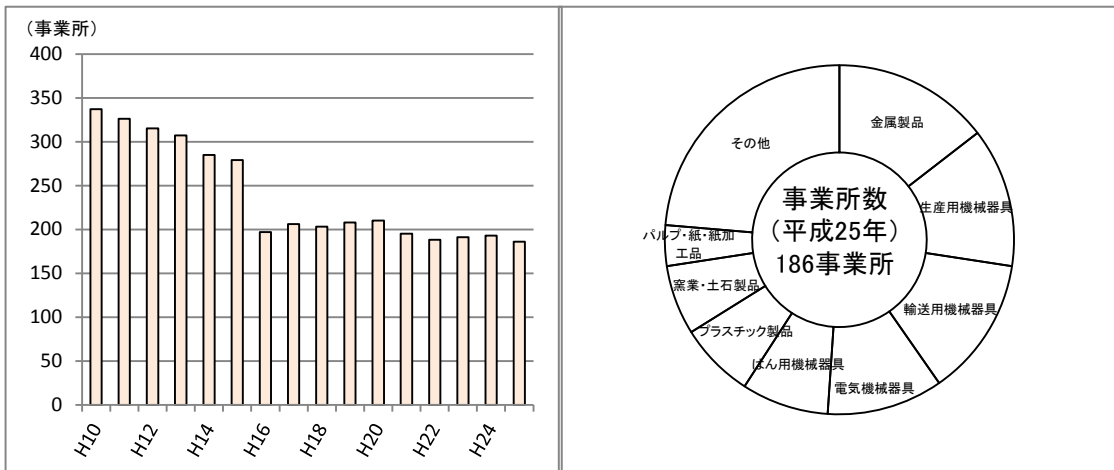 （事業所）
400
350
300
250
200
150
100
50
0
H10
H12
H14
H16
H18
H20
H22
H24
金属製品
生産用機械器具
輸送用機械器具
電気機械器具
はん用機械器具
プラスチック製品
窯業・土石製品
パルプ・紙・紙加
工品
その他
事業所数
（平成25年）
186事業所